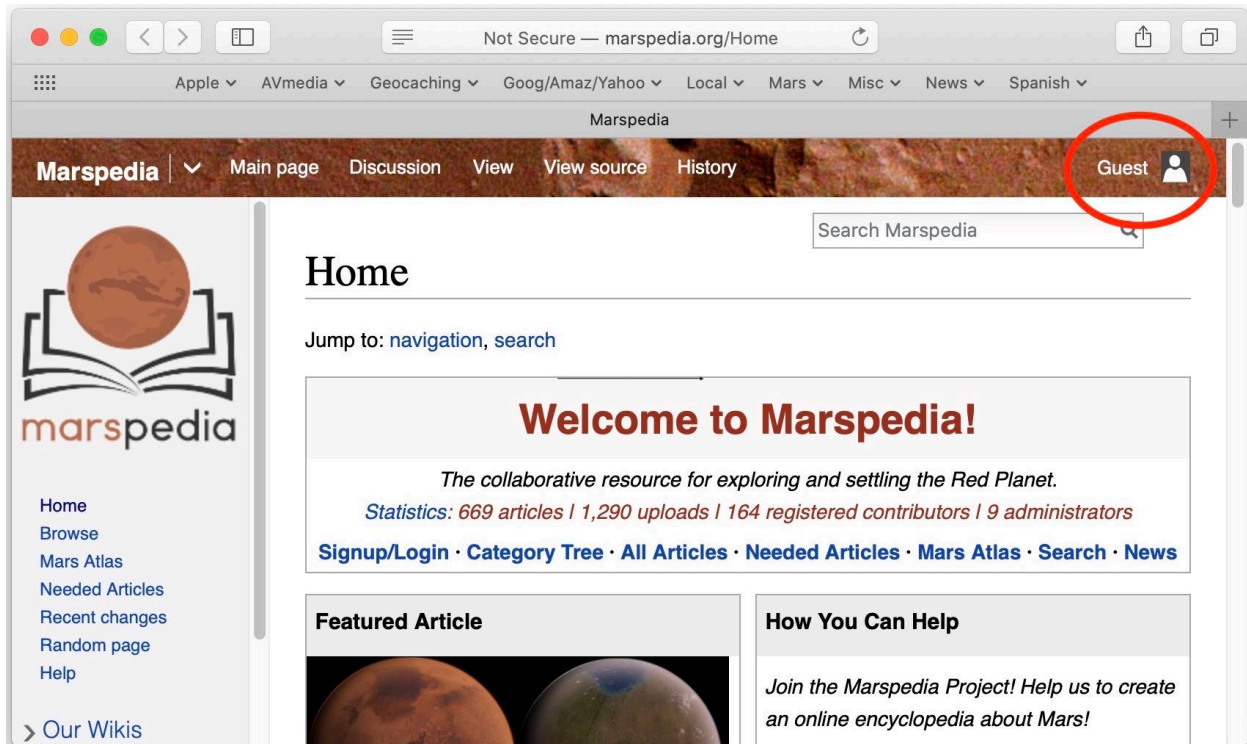 Not Secure — marspedia.org/Home
Apple AVmedia Geocaching Goog/Amaz/Yahoo Local Mars Misc News Spanish
Marspedia
Marspedia Main page Discussion View View source History Guest
Search Marspedia
Home
Jump to: navigation, search
marspedia
Home
Browse
Mars Atlas
Needed Articles
Recent changes
Random page
Help
Our Wikis
Welcome to Marspedia!
The collaborative resource for exploring and settling the Red Planet.
Statistics: 669 articles | 1,290 uploads | 164 registered contributors | 9 administrators
Signup/Login · Category Tree · All Articles · Needed Articles · Mars Atlas · Search · News
Featured Article
How You Can Help
Join the Marspedia Project! Help us to create
an online encyclopedia about Mars!